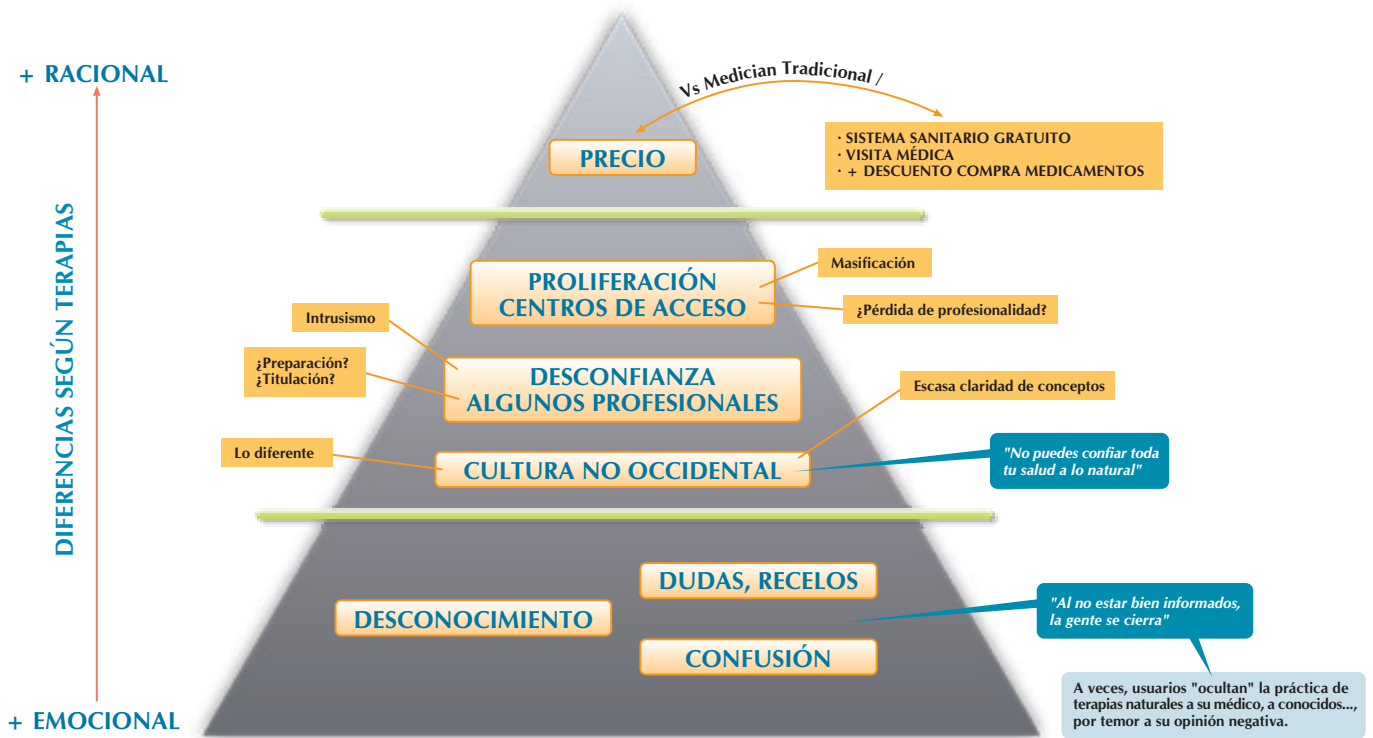 + RACIONAL
Vs Medician Tradicional /
· SISTEMA SANITARIO GRATUITO
· VISITA MÉDICA
· + DESCUENTO COMPRA MEDICAMENTOS
PRECIO
DIFERENCIAS SEGÚN TERAPIAS
Masificación
PROLIFERACIÓN
CENTROS DE ACCESO
¿Pérdida de profesionalidad?
Intrusismo
¿Preparación?
¿Titulación?
DESCONFIANZA
ALGUNOS PROFESIONALES
Escasa claridad de conceptos
Lo diferente
CULTURA NO OCCIDENTAL
"No puedes confiar toda
tu salud a lo natural"
DUDAS, RECELOS
DESCONOCIMIENTO
CONFUSIÓN
"Al no estar bien informados,
la gente se cierra"
A veces, usuarios "ocultan" la práctica de
terapias naturales a su médico, a conocidos...,
por temor a su opinión negativa.
+ EMOCIONAL